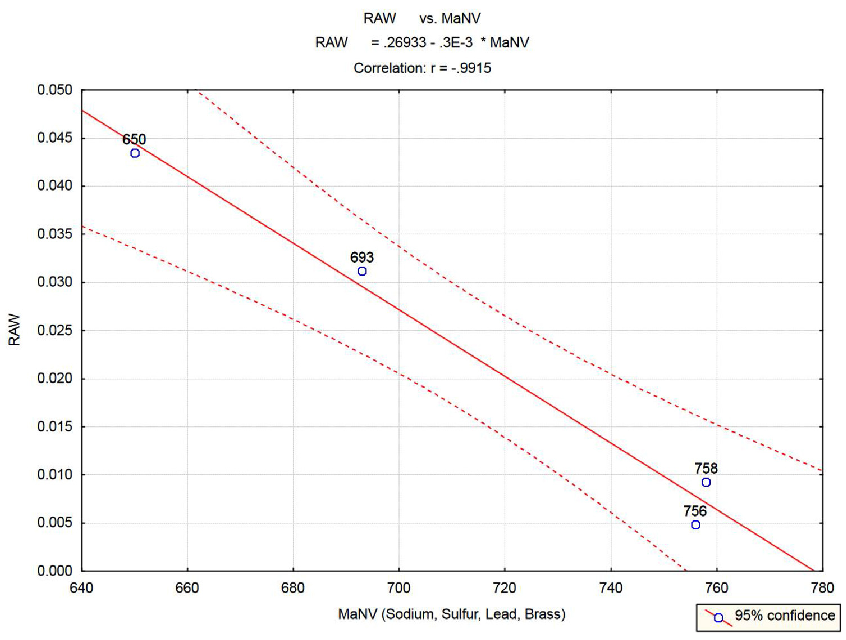 RAW vs. MaNV
RAW = .26933 - .3E-3 * MaNV
Correlation: r = -.9915
0.050
0.045
0.040
0.035
0.030
0.025
0.020
0.015
0.010
0.005
0.000
RAW
650
693
758
756
640 660 680 700 720 740 760 780
MaNV (Sodium, Sulfur, Lead, Brass)
95% confidence